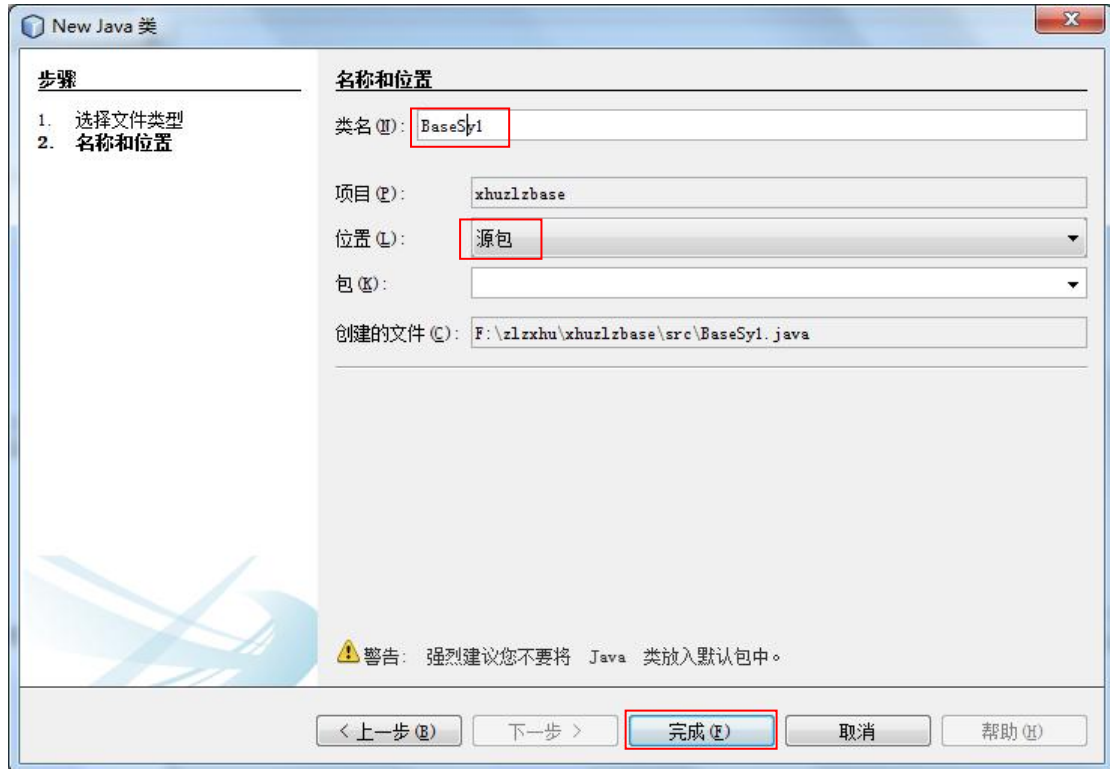 New Java 类
步骤
1. 选择文件类型
2. 名称和位置
名称和位置
类名(N): BaseSy1
项目(P): xhuzlzbase
位置(L): 源包
包(K):
创建的文件(C): F:\zlzxhu\xhuzlzbase\src\BaseSy1.java
警告: 强烈建议您不要将 Java 类放入默认包中。
< 上一步(B) 下一步 > 完成(F) 取消 帮助(H)